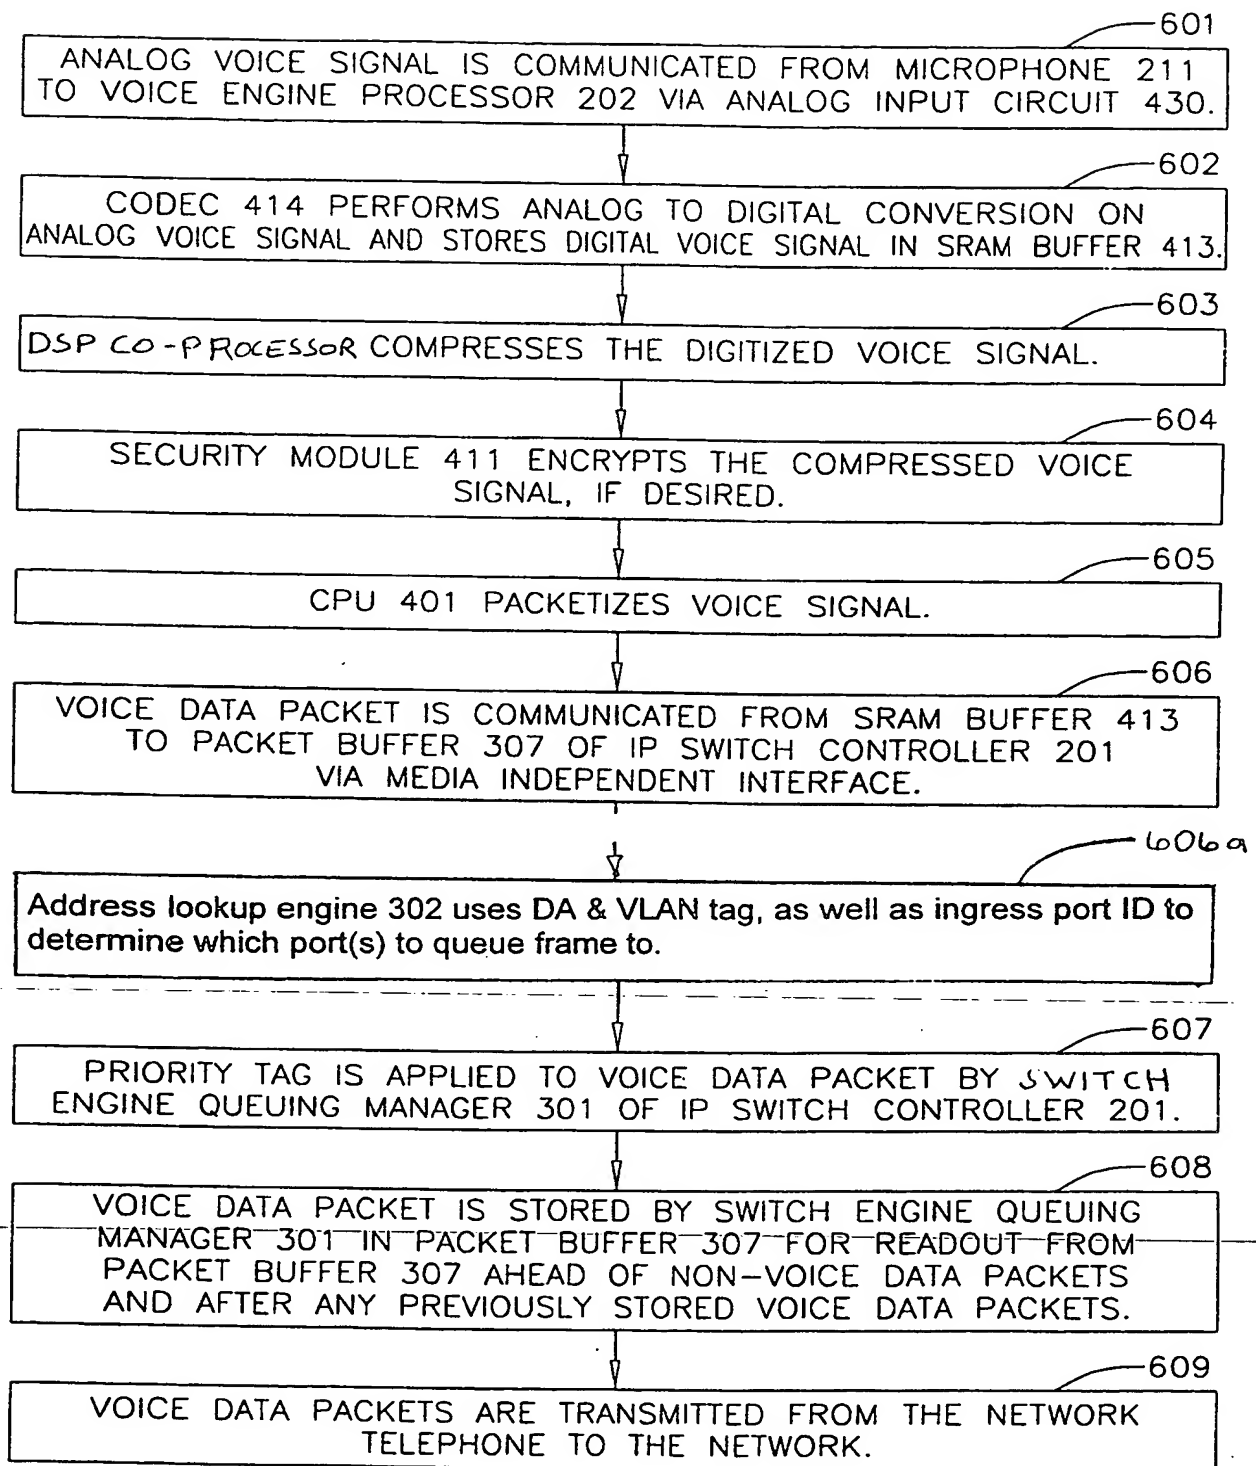 601
ANALOG VOICE SIGNAL IS COMMUNICATED FROM MICROPHONE 211
TO VOICE ENGINE PROCESSOR 202 VIA ANALOG INPUT CIRCUIT 430.
602
CODEC 414 PERFORMS ANALOG TO DIGITAL CONVERSION ON
ANALOG VOICE SIGNAL AND STORES DIGITAL VOICE SIGNAL IN SRAM BUFFER 413.
603
DSP CO-PROCESSOR COMPRESSES THE DIGITIZED VOICE SIGNAL.
604
SECURITY MODULE 411 ENCRYPTS THE COMPRESSED VOICE
SIGNAL, IF DESIRED.
605
CPU 401 PACKETIZES VOICE SIGNAL.
606
VOICE DATA PACKET IS COMMUNICATED FROM SRAM BUFFER 413
TO PACKET BUFFER 307 OF IP SWITCH CONTROLLER 201
VIA MEDIA INDEPENDENT INTERFACE.
606a
Address lookup engine 302 uses DA & VLAN tag, as well as ingress port ID to
determine which port(s) to queue frame to.
607
PRIORITY TAG IS APPLIED TO VOICE DATA PACKET BY SWITCH
ENGINE QUEUING MANAGER 301 OF IP SWITCH CONTROLLER 201.
608
VOICE DATA PACKET IS STORED BY SWITCH ENGINE QUEUING
MANAGER 301 IN PACKET BUFFER 307 FOR READOUT FROM
PACKET BUFFER 307 AHEAD OF NON-VOICE DATA PACKETS
AND AFTER ANY PREVIOUSLY STORED VOICE DATA PACKETS.
609
VOICE DATA PACKETS ARE TRANSMITTED FROM THE NETWORK
TELEPHONE TO THE NETWORK.